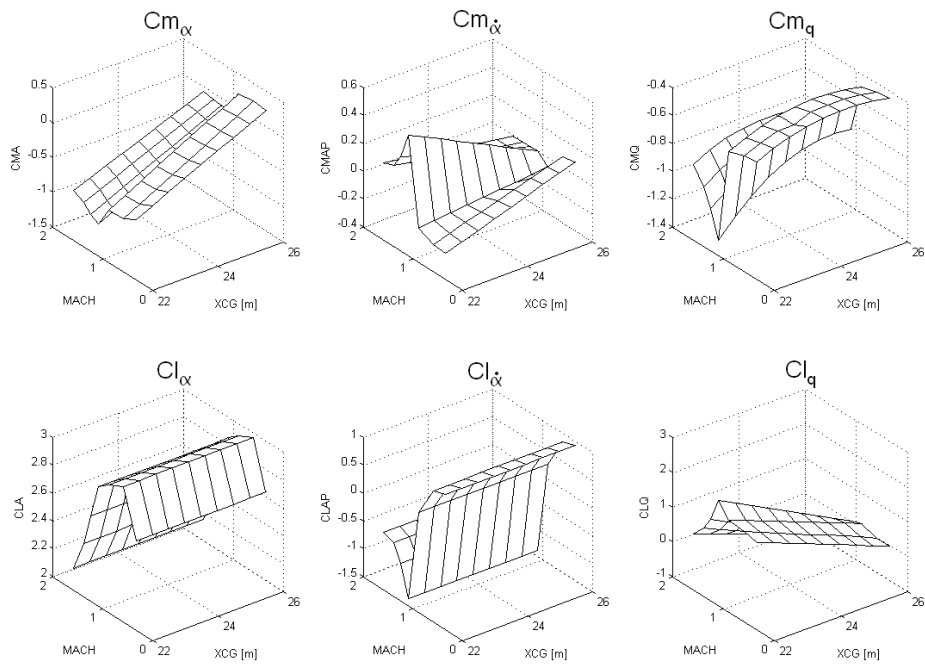 Cmα
0.5
0
-0.5
-1
-1.5
CMA
2
1
0
MACH
22
24
26
XCG [m]
Cmα̇
0.6
0.4
0.2
0
-0.2
-0.4
CMAP
2
1
0
MACH
22
24
26
XCG [m]
Cmq
-0.4
-0.6
-0.8
-1
-1.2
-1.4
CMQ
2
1
0
MACH
22
24
26
XCG [m]
Clα
3
2.8
2.6
2.4
2.2
2
CLA
2
1
0
MACH
22
24
26
XCG [m]
Clα̇
1
0.5
0
-0.5
-1
-1.5
CLAP
2
1
0
MACH
22
24
26
XCG [m]
Clq
3
2
1
0
-1
CLQ
2
1
0
MACH
22
24
26
XCG [m]